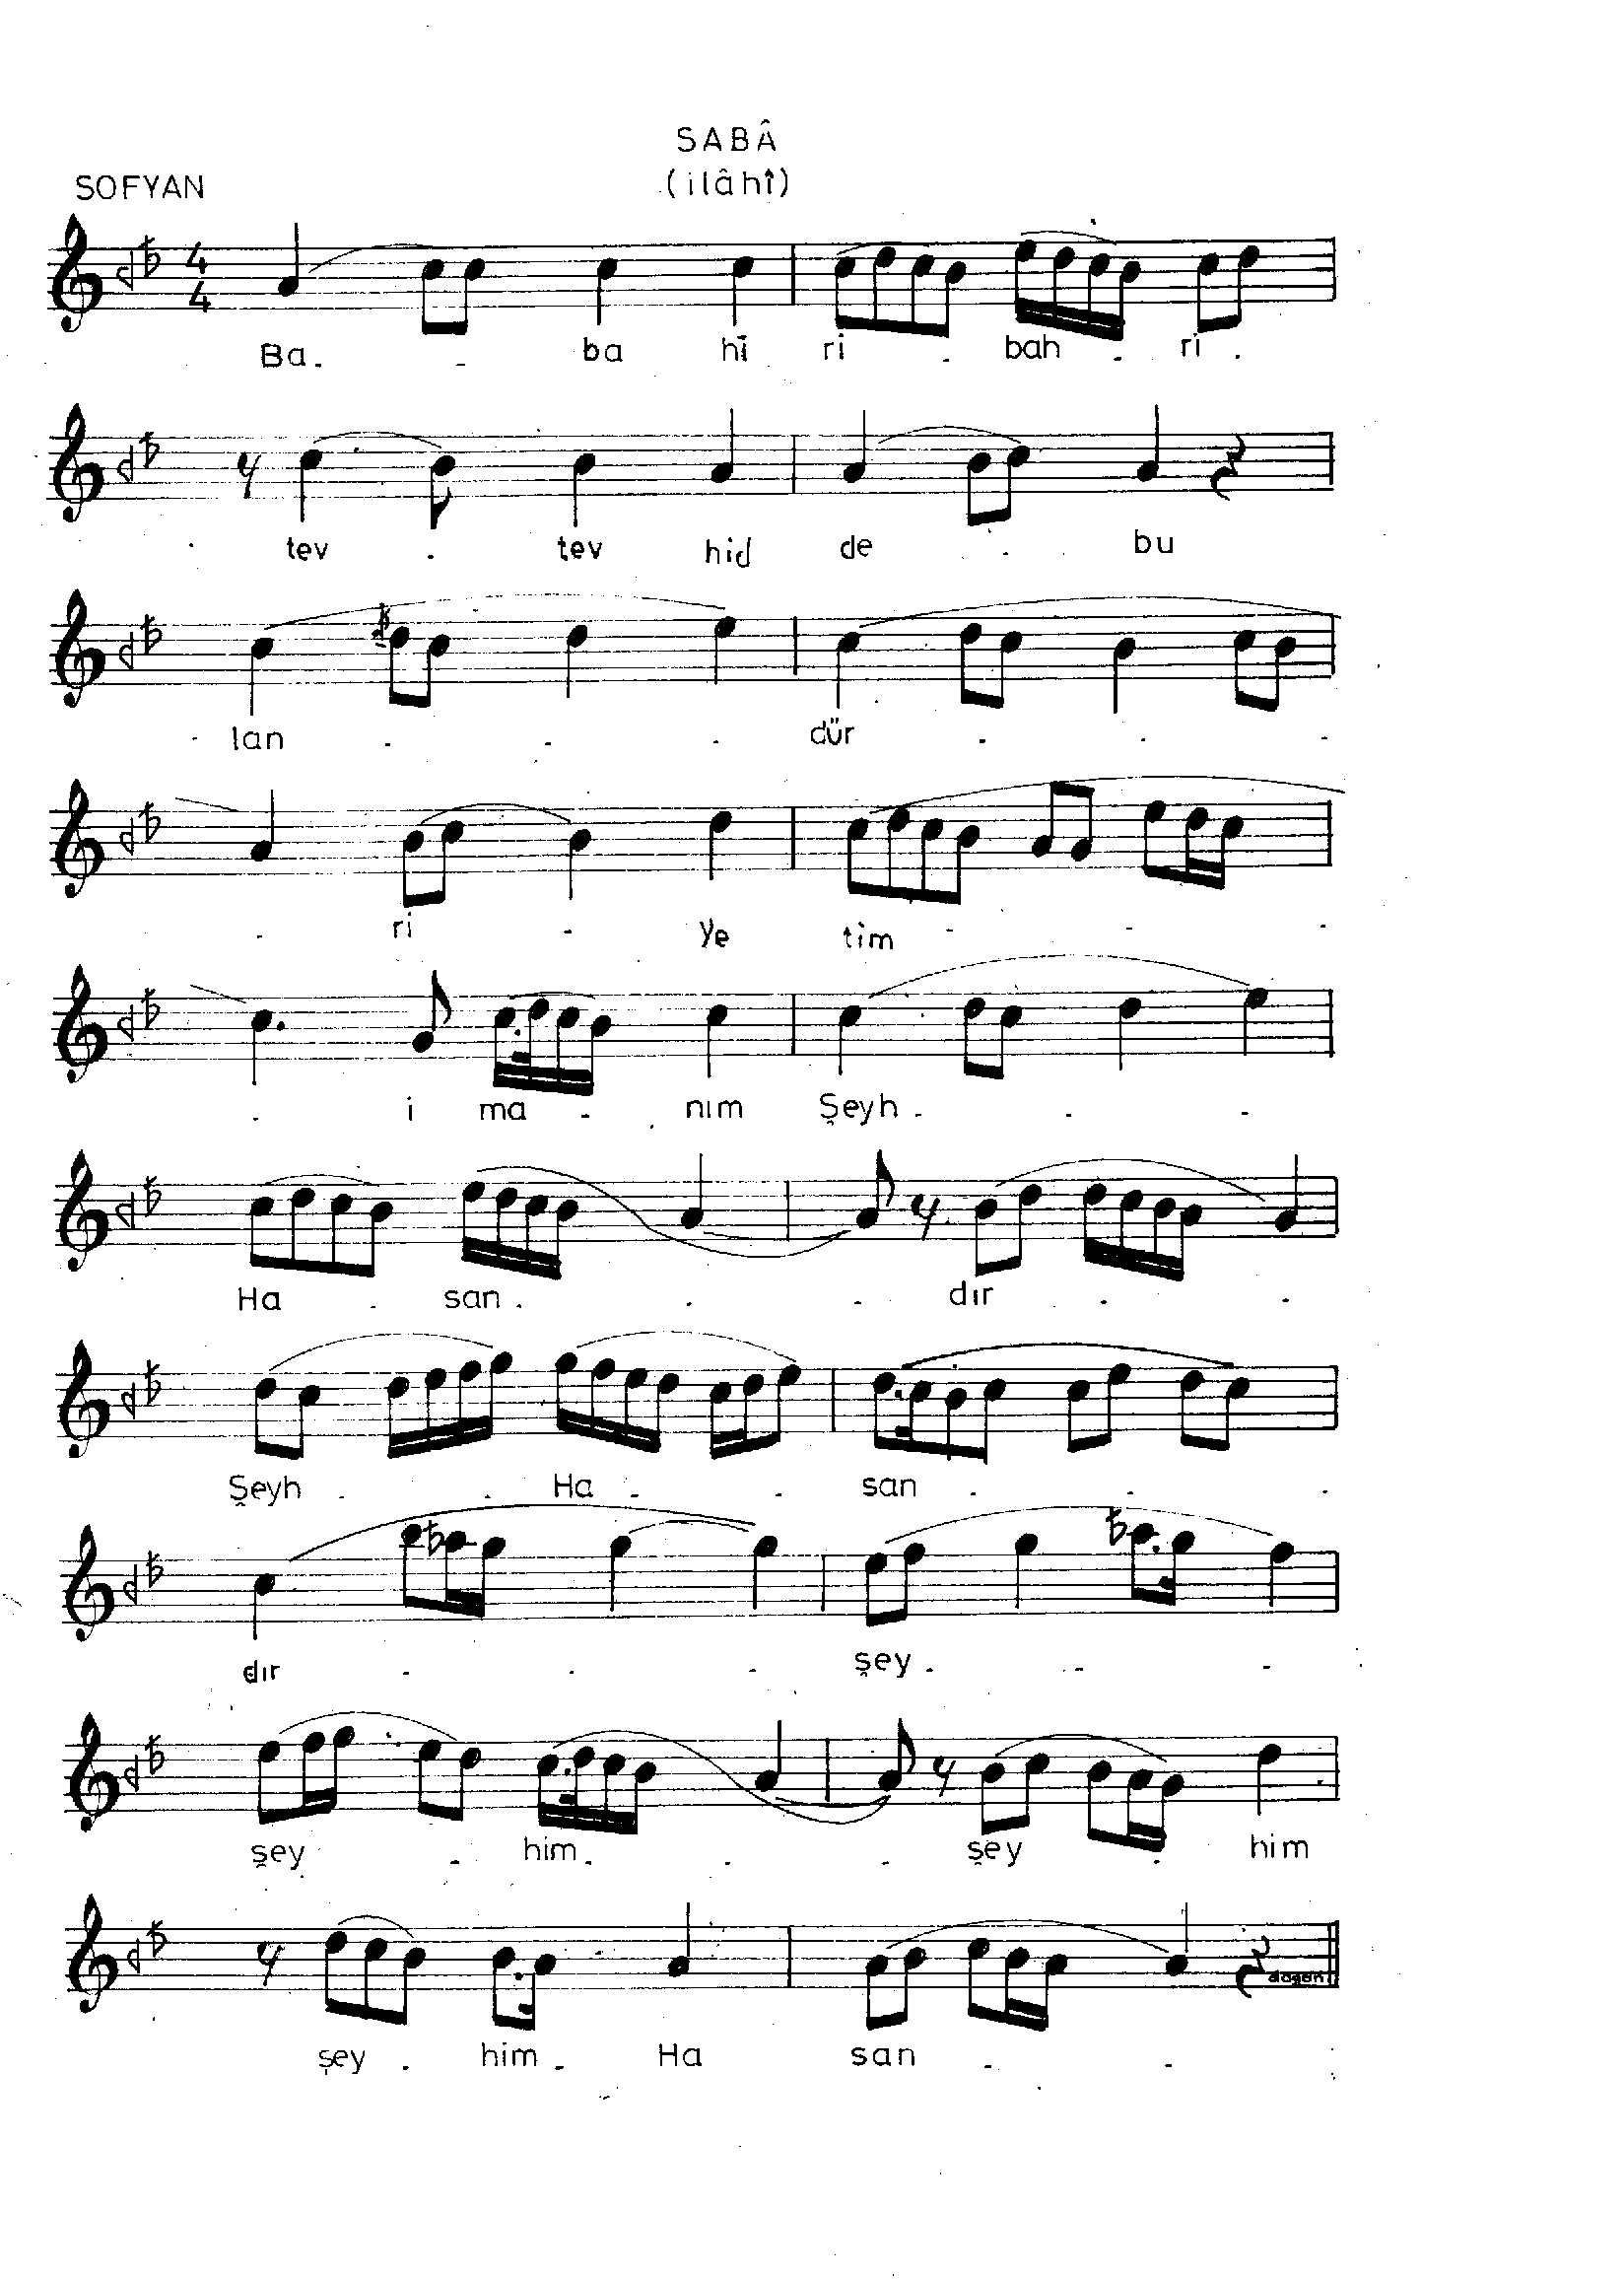 SABÂ
SOFYAN (ilâhî)
4
4
Ba . - ba hî ri . bah . ri .
tev . tev hid de . . bu
lan . . . dür . . .
. ri - ye tim - - .
. i ma - nım Şeyh . . .
Ha . san . . . dır . .
Şeyh . . Ha - . san . . .
dır . . . şey . . .
şey . him . . . şey . him
şey . him . Ha san . .
dogan